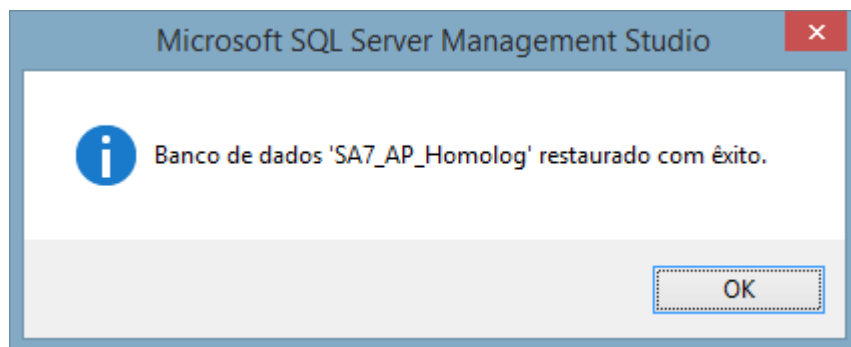 Microsoft SQL Server Management Studio
Banco de dados 'SA7_AP_Homolog' restaurado com êxito.
OK